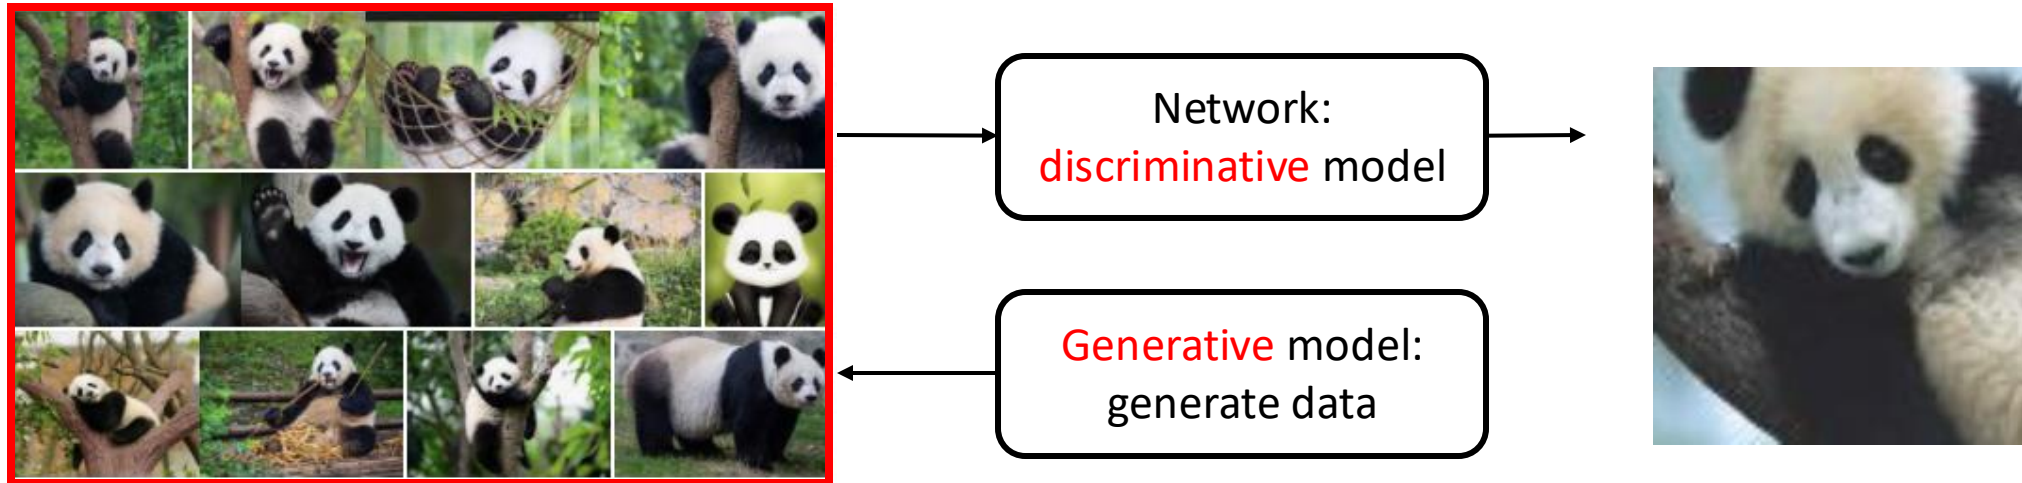 Network:
discriminative model
Generative model:
generate data